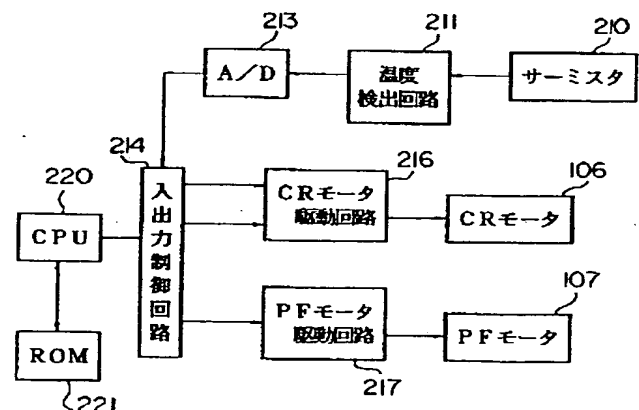 213
211
210
A/D
温度
検出回路
サーミスタ
214
216
106
220
入出力制御回路
CRモータ
駆動回路
CRモータ
CPU
107
PFモータ
駆動回路
PFモータ
ROM
217
221